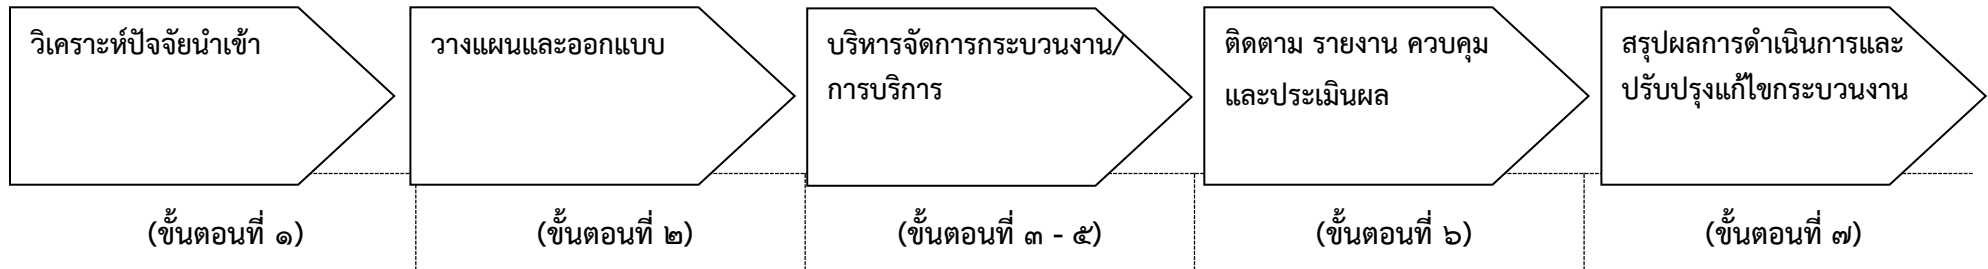 วิเคราะห์ปัจจัยนำเข้า
วางแผนและออกแบบ
บริหารจัดการกระบวนงาน/
การบริการ
ติดตาม รายงาน ควบคุม
และประเมินผล
สรุปผลการดำเนินการและ
ปรับปรุงแก้ไขกระบวนงาน
(ขั้นตอนที่ ๑)
(ขั้นตอนที่ ๒)
(ขั้นตอนที่ ๓ - ๕)
(ขั้นตอนที่ ๖)
(ขั้นตอนที่ ๗)